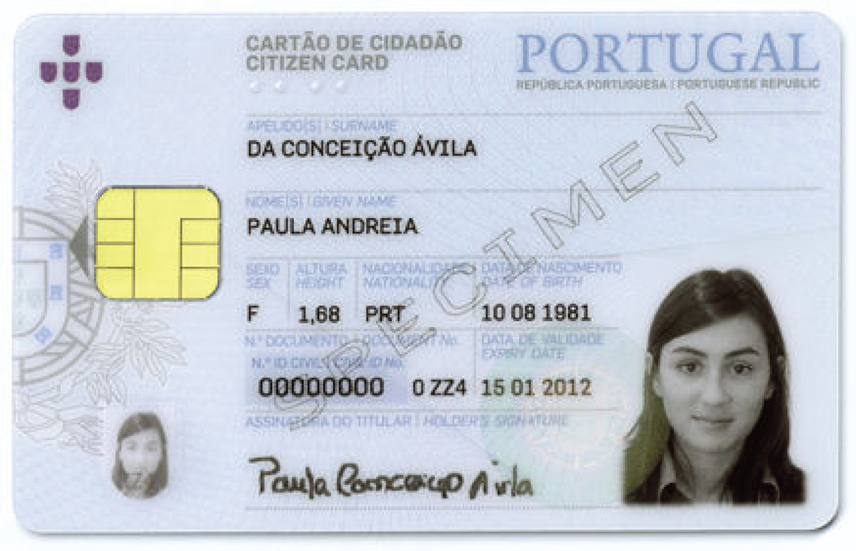 CARTÃO DE CIDADÃO
CITIZEN CARD
PORTUGAL
REPÚBLICA PORTUGUESA | PORTUGUESE REPUBLIC
APELIDO[S] | SURNAME
DA CONCEIÇÃO ÁVILA
NOME[S] | GIVEN NAME
PAULA ANDREIA
SEXO ALTURA NACIONALIDADE DATA DE NASCIMENTO
SEX HEIGHT NATIONALITY DATE OF BIRTH
F 1,68 PRT 10 08 1981
N.º DOCUMENTO | DOCUMENT No. DATA DE VALIDADE
N.º ID CIVIL | CIVIL ID No. EXPIRY DATE
00000000 0 ZZ4 15 01 2012
ASSINATURA DO TITULAR | HOLDER'S SIGNATURE
Paula Conceição Ávila
SPECIMEN